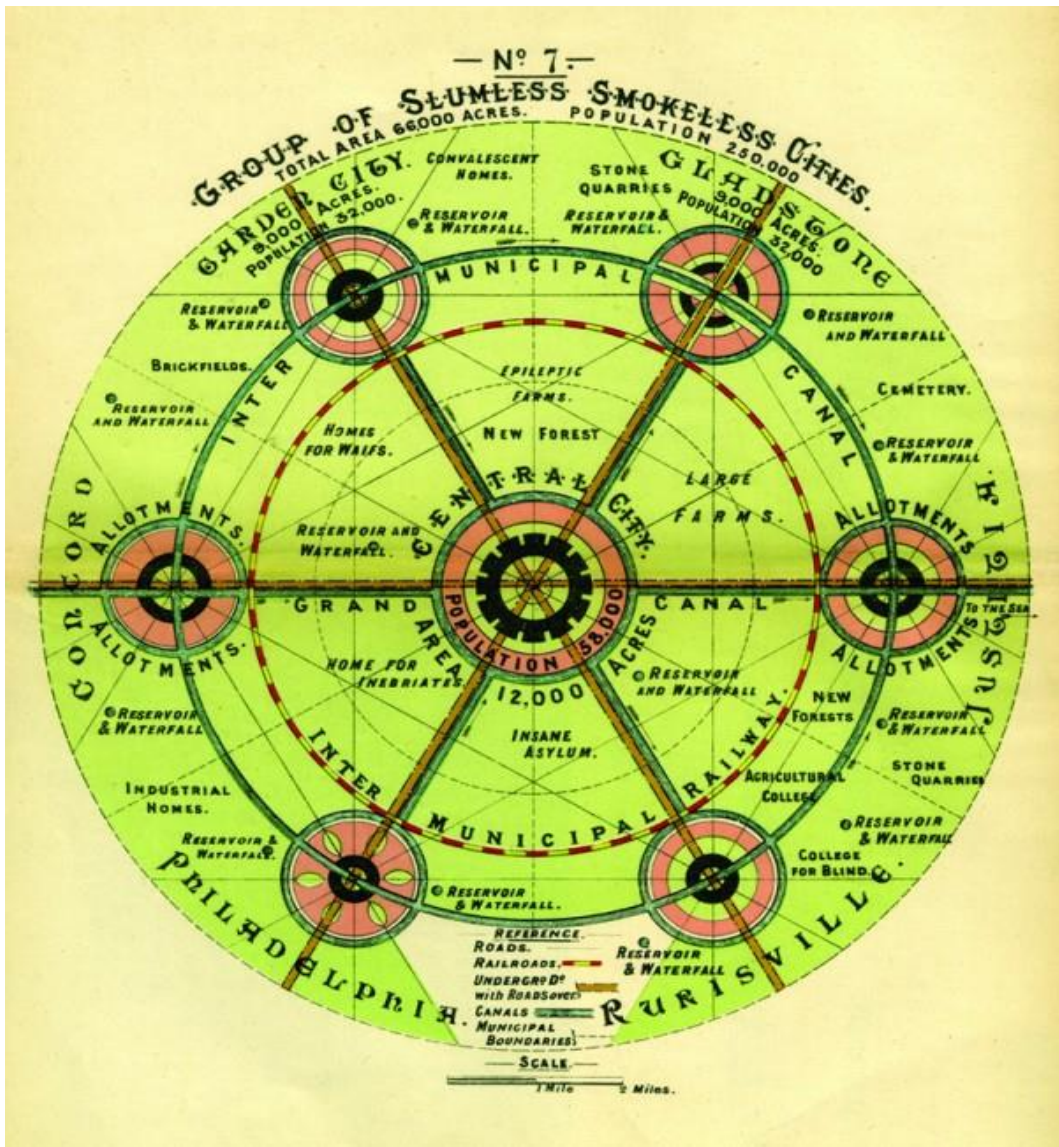 — Nº 7. —
GROUP OF SLUMLESS SMOKELESS CITIES.
TOTAL AREA 66,000 ACRES. POPULATION 250,000
GARDEN CITY.
9,000 ACRES.
POPULATION 32,000.
CONVALESCENT
HOMES.
STONE
QUARRIES
GLADSTONE
9,000 ACRES.
POPULATION 32,000
RESERVOIR
& WATERFALL.
RESERVOIR &
WATERFALL.
INTER MUNICIPAL CANAL
RESERVOIR
& WATERFALL
RESERVOIR
AND WATERFALL
BRICKFIELDS.
EPILEPTIC
FARMS.
CEMETERY.
RESERVOIR
AND WATERFALL
HOMES
FOR WAIFS.
NEW FOREST
RESERVOIR
& WATERFALL
LARGE
FARMS.
CONCORD
ALLOTMENTS.
RESERVOIR AND
WATERFALL.
CENTRAL CITY.
ALLOTMENTS
JUSTITIA
GRAND CANAL
POPULATION 58,000
TO THE SEA
ALLOTMENTS.
AREA 12,000 ACRES
ALLOTMENTS
HOME FOR
INEBRIATES.
RESERVOIR
AND WATERFALL
NEW
FORESTS
RESERVOIR
& WATERFALL
RESERVOIR
& WATERFALL
INSANE
ASYLUM.
STONE
QUARRIES
INTER MUNICIPAL RAILWAY.
AGRICULTURAL
COLLEGE
INDUSTRIAL
HOMES.
RESERVOIR
& WATERFALL
RESERVOIR &
WATERFALL.
COLLEGE
FOR BLIND.
RESERVOIR
& WATERFALL.
PHILADELPHIA.
RURISVILLE.
REFERENCE.
ROADS.
RAILROADS.
UNDERGRD Dº
with ROADS over
CANALS
MUNICIPAL
BOUNDARIES
RESERVOIR
& WATERFALL
SCALE.
1 Mile 2 Miles.